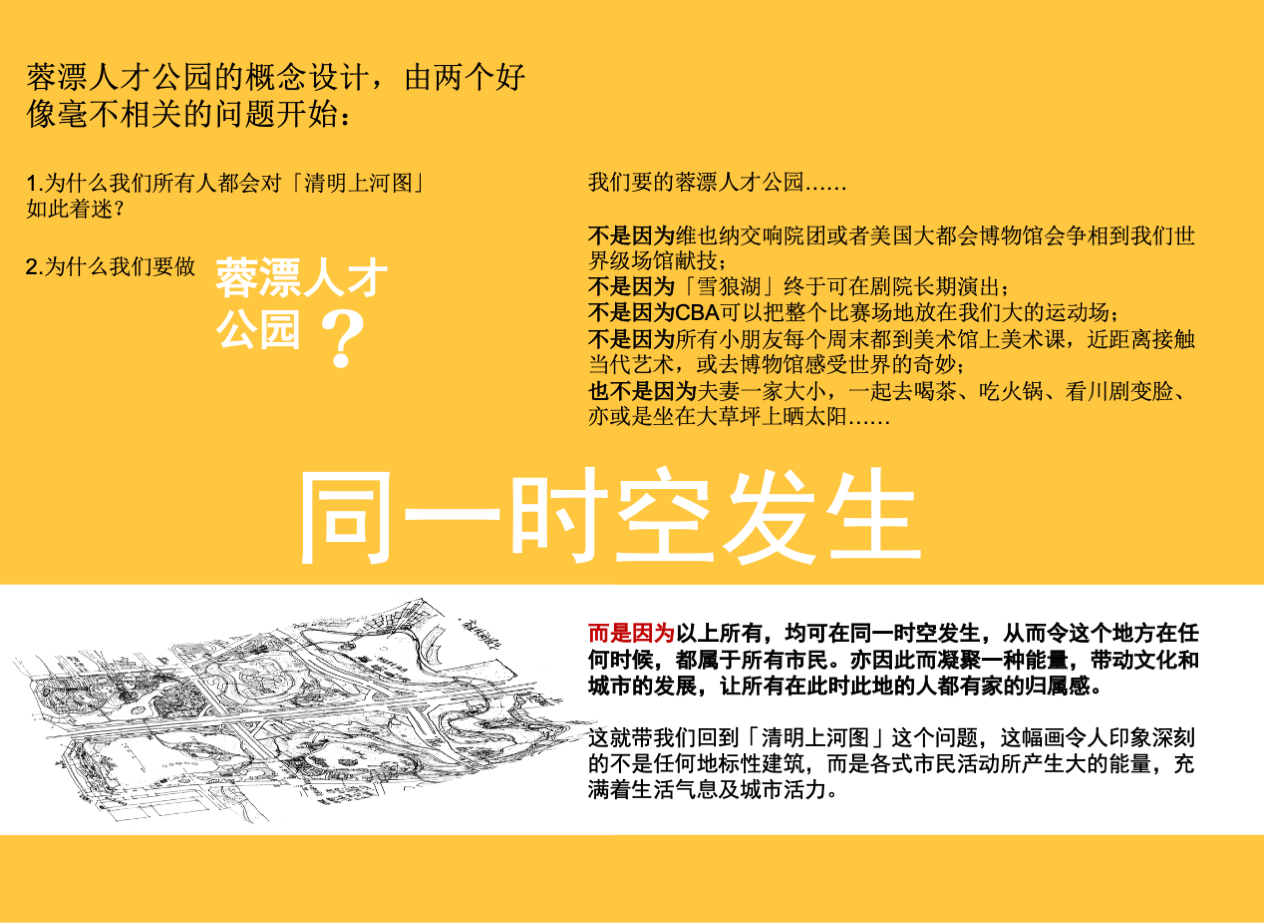 蓉漂人才公园的概念设计，由两个好
像毫不相关的问题开始：
1.为什么我们所有人都会对「清明上河图」
如此着迷？
2.为什么我们要做
蓉漂人才
公园？
我们要的蓉漂人才公园……
不是因为维也纳交响院团或者美国大都会博物馆会争相到我们世
界级场馆献技；
不是因为「雪狼湖」终于可在剧院长期演出；
不是因为CBA可以把整个比赛场地放在我们大的运动场；
不是因为所有小朋友每个周末都到美术馆上美术课，近距离接触
当代艺术，或去博物馆感受世界的奇妙；
也不是因为夫妻一家大小，一起去喝茶、吃火锅、看川剧变脸、
亦或是坐在大草坪上晒太阳……
同一时空发生
而是因为以上所有，均可在同一时空发生，从而令这个地方在任
何时候，都属于所有市民。亦因此而凝聚一种能量，带动文化和
城市的发展，让所有在此时此地的人都有家的归属感。
这就带我们回到「清明上河图」这个问题，这幅画令人印象深刻
的不是任何地标性建筑，而是各式市民活动所产生大的能量，充
满着生活气息及城市活力。